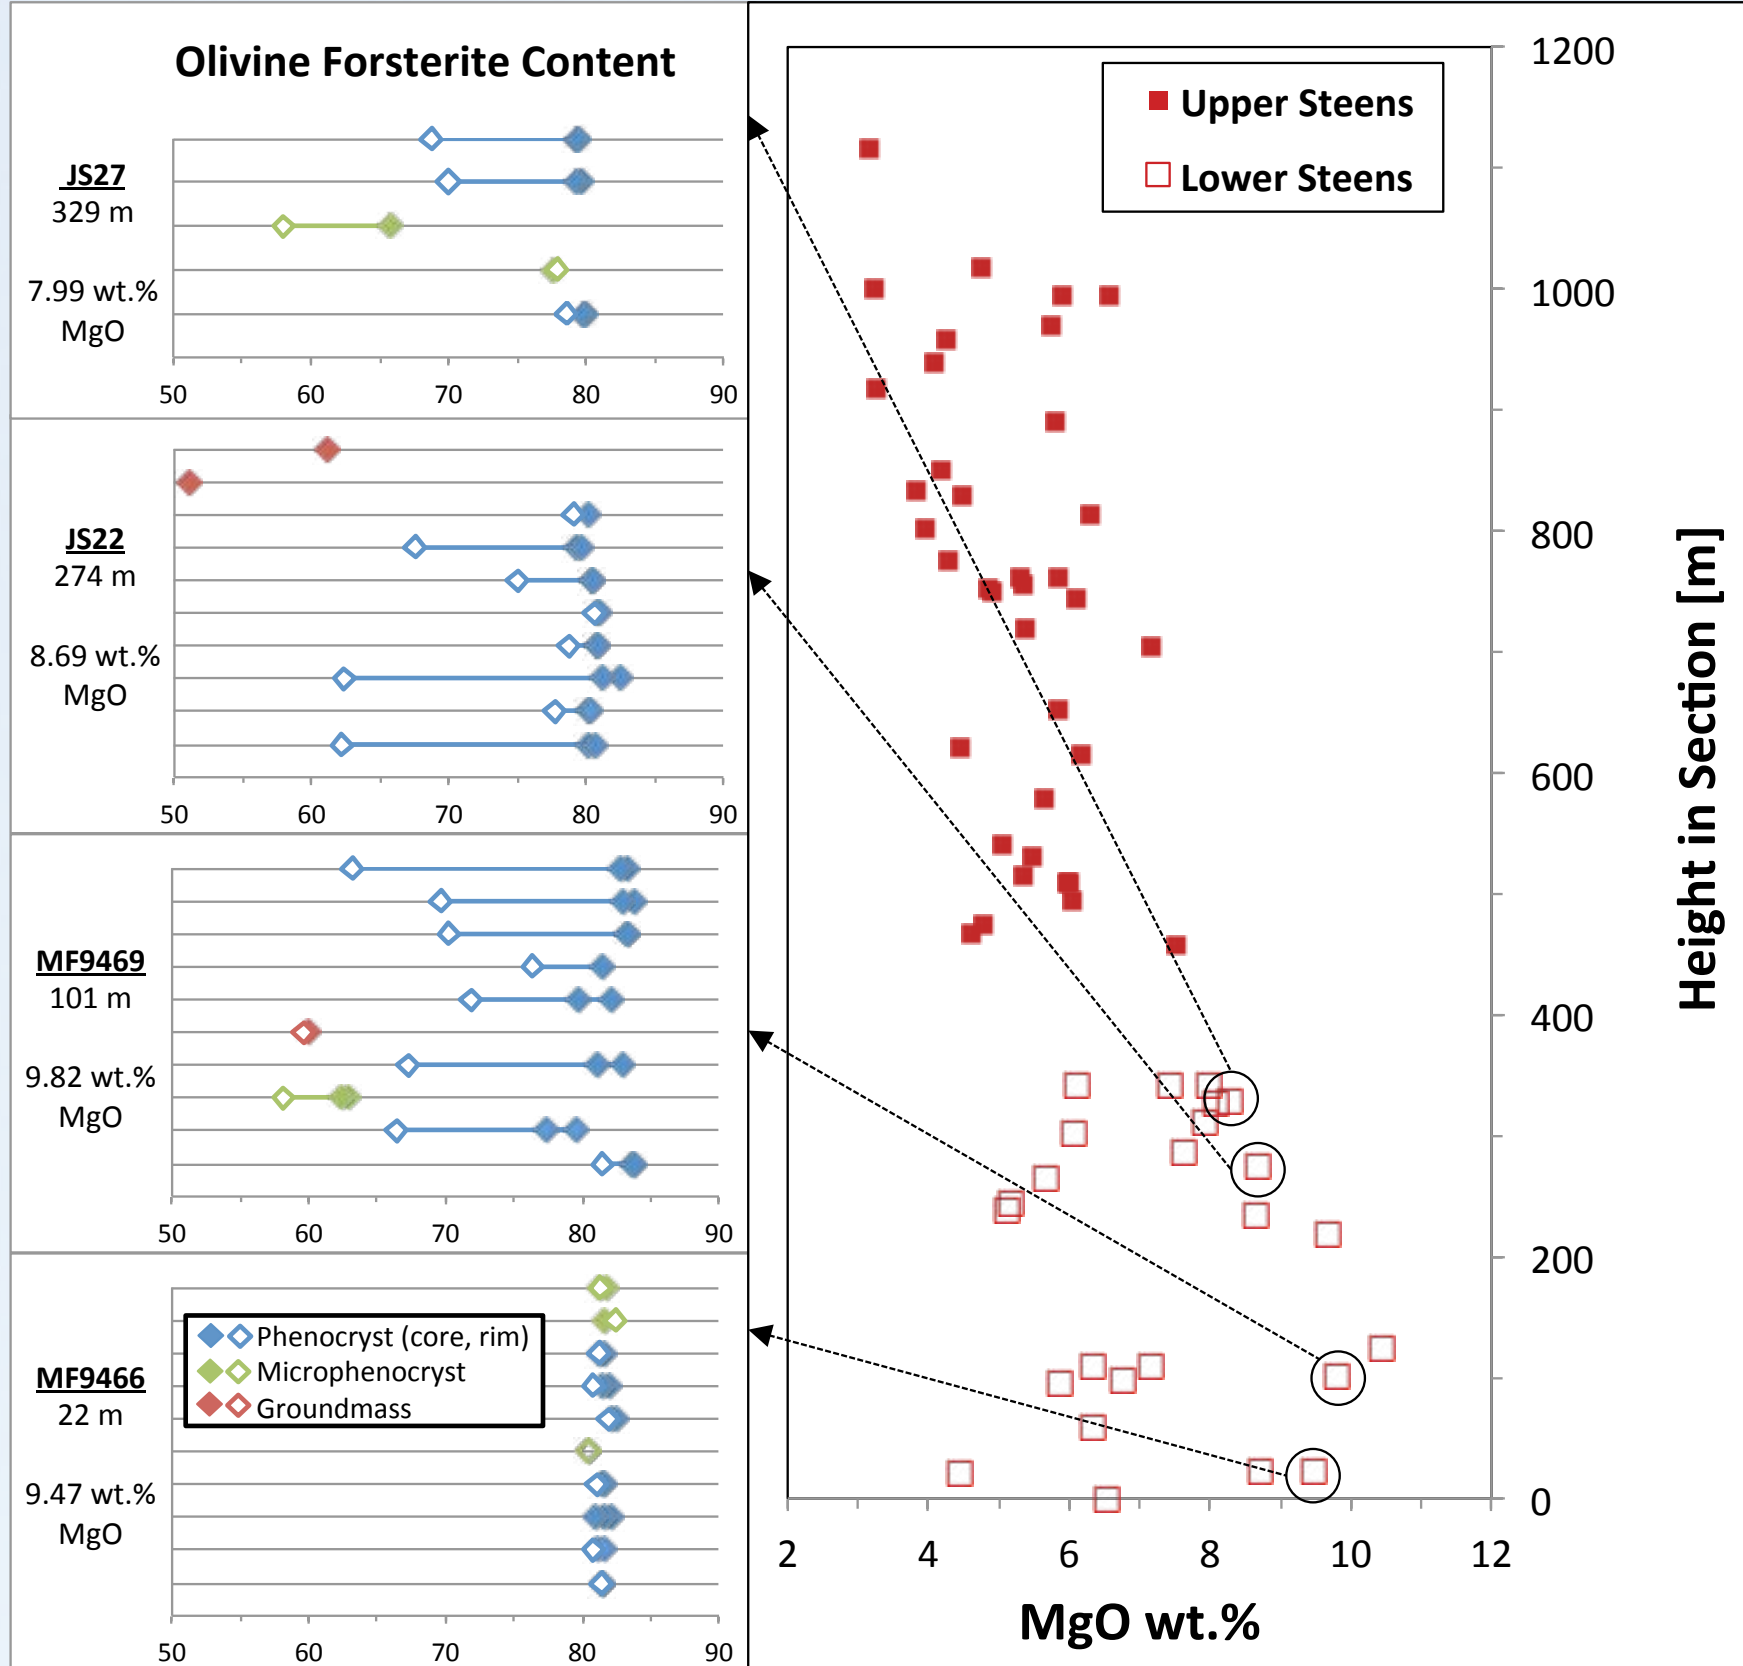 Olivine Forsterite Content
JS27
329 m
7.99 wt.%
MgO
50 60 70 80 90
JS22
274 m
8.69 wt.%
MgO
50 60 70 80 90
MF9469
101 m
9.82 wt.%
MgO
50 60 70 80 90
Phenocryst (core, rim)
Microphenocryst
Groundmass
MF9466
22 m
9.47 wt.%
MgO
50 60 70 80 90
Upper Steens
Lower Steens
1200
1000
800
600
400
200
0
Height in Section [m]
2 4 6 8 10 12
MgO wt.%